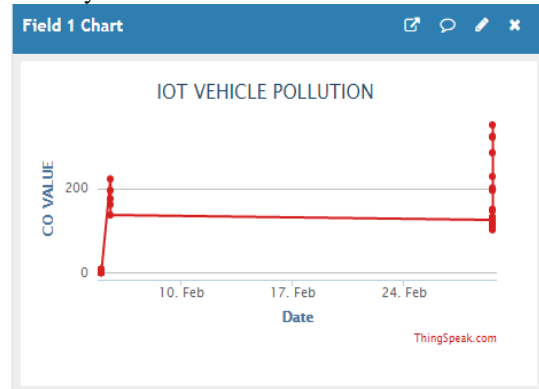 Field 1 Chart
IOT VEHICLE POLLUTION
CO VALUE
200
0
10. Feb 17. Feb 24. Feb
Date
ThingSpeak.com